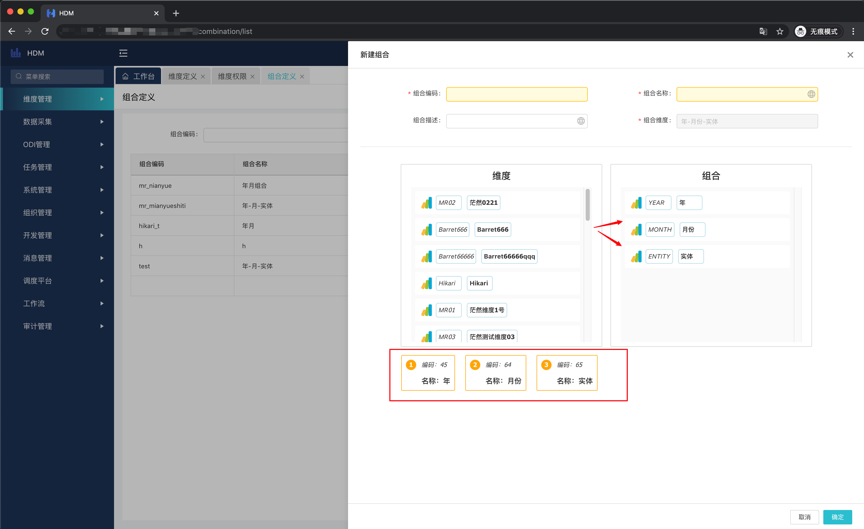 HDM
combination/list
无痕模式
HDM
菜单搜索
维度管理
数据采集
ODI管理
任务管理
系统管理
组织管理
开发管理
消息管理
调度平台
工作流
审计管理
工作台
维度定义
维度权限
组合定义
组合定义
组合编码：
组合编码 组合名称
mr_nianyue 年月组合
mr_mianyueshiti 年-月-实体
hikari_t 年月
h h
test 年-月-实体
新建组合
* 组合编码：
* 组合名称：
组合描述：
* 组合维度： 年-月份-实体
维度
MR02 茫然0221
Barret666 Barret666
Barret66666 Barret66666qqq
Hikari Hikari
MR01 茫然维度1号
MR03 茫然测试维度03
组合
YEAR 年
MONTH 月份
ENTITY 实体
1 编码：45
名称：年
2 编码：64
名称：月份
3 编码：65
名称：实体
取消
确定